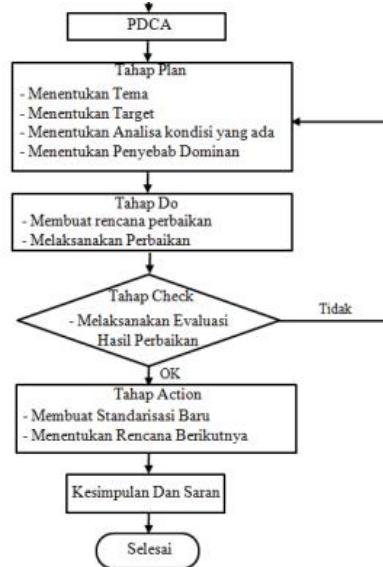 PDCA
Tahap Plan
- Menentukan Tema
- Menentukan Target
- Menentukan Analisa kondisi yang ada
- Menentukan Penyebab Dominan
Tahap Do
- Membuat rencana perbaikan
- Melaksanakan Perbaikan
Tahap Check
- Melaksanakan Evaluasi
Hasil Perbaikan
Tidak
OK
Tahap Action
- Membuat Standarisasi Baru
- Menentukan Rencana Berikutnya
Kesimpulan Dan Saran
Selesai